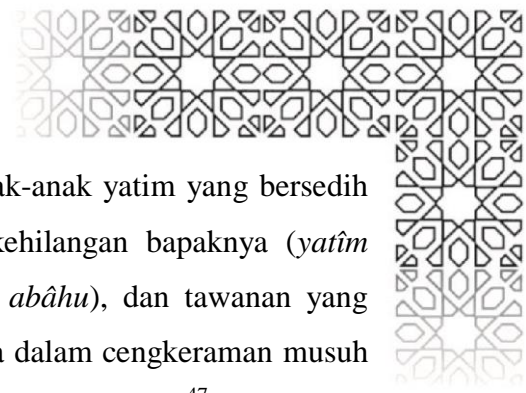 ak-anak yatim yang bersedih
kehilangan bapaknya (yatîm
abâhu), dan tawanan yang
dalam cengkeraman musuh
47